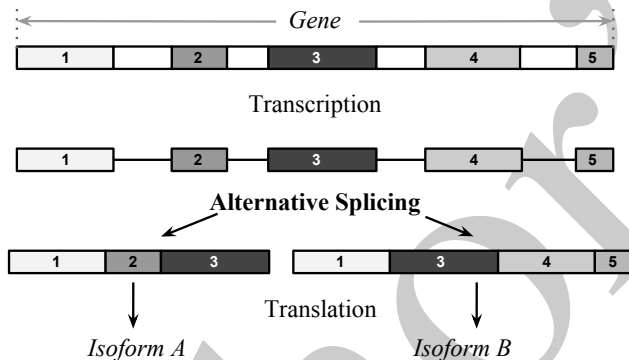 Gene
1 2 3 4 5
Transcription
1 2 3 4 5
Alternative Splicing
1 2 3 1 3 4 5
Translation
Isoform A Isoform B